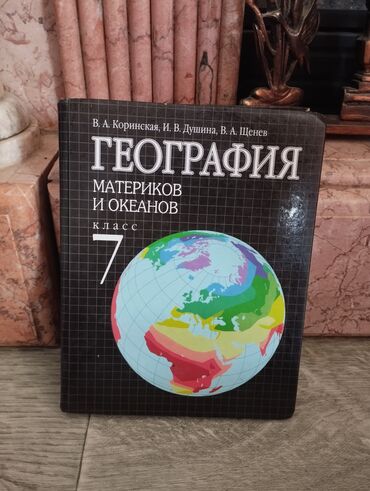 В. А. Коринская, И. В. Душина, В. А. Щенев
ГЕОГРАФИЯ
МАТЕРИКОВ
И ОКЕАНОВ
класс
7